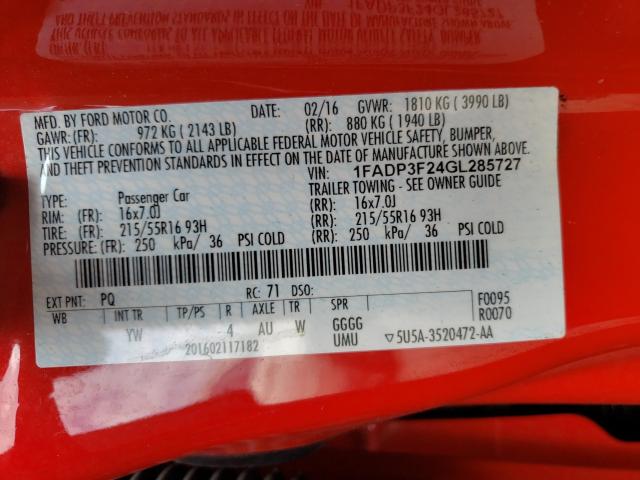 MFD. BY FORD MOTOR CO. DATE: 02/16 GVWR: 1810 KG ( 3990 LB)
GAWR: (FR): 972 KG ( 2143 LB) (RR): 880 KG ( 1940 LB)
THIS VEHICLE CONFORMS TO ALL APPLICABLE FEDERAL MOTOR VEHICLE SAFETY, BUMPER,
AND THEFT PREVENTION STANDARDS IN EFFECT ON THE DATE OF MANUFACTURE SHOWN ABOVE.
VIN: 1FADP3F24GL285727
TYPE: Passenger Car TRAILER TOWING - SEE OWNER GUIDE
RIM: (FR): 16x7.0J (RR): 16x7.0J
TIRE: (FR): 215/55R16 93H (RR): 215/55R16 93H
PRESSURE: (FR): 250 kPa/ 36 PSI COLD (RR): 250 kPa/ 36 PSI COLD
EXT PNT: PQ RC: 71 DSO:
WB INT TR TP/PS R AXLE TR SPR F0095
YW 4 AU W GGGG R0070
201602117182 UMU ▽5U5A-3520472-AA